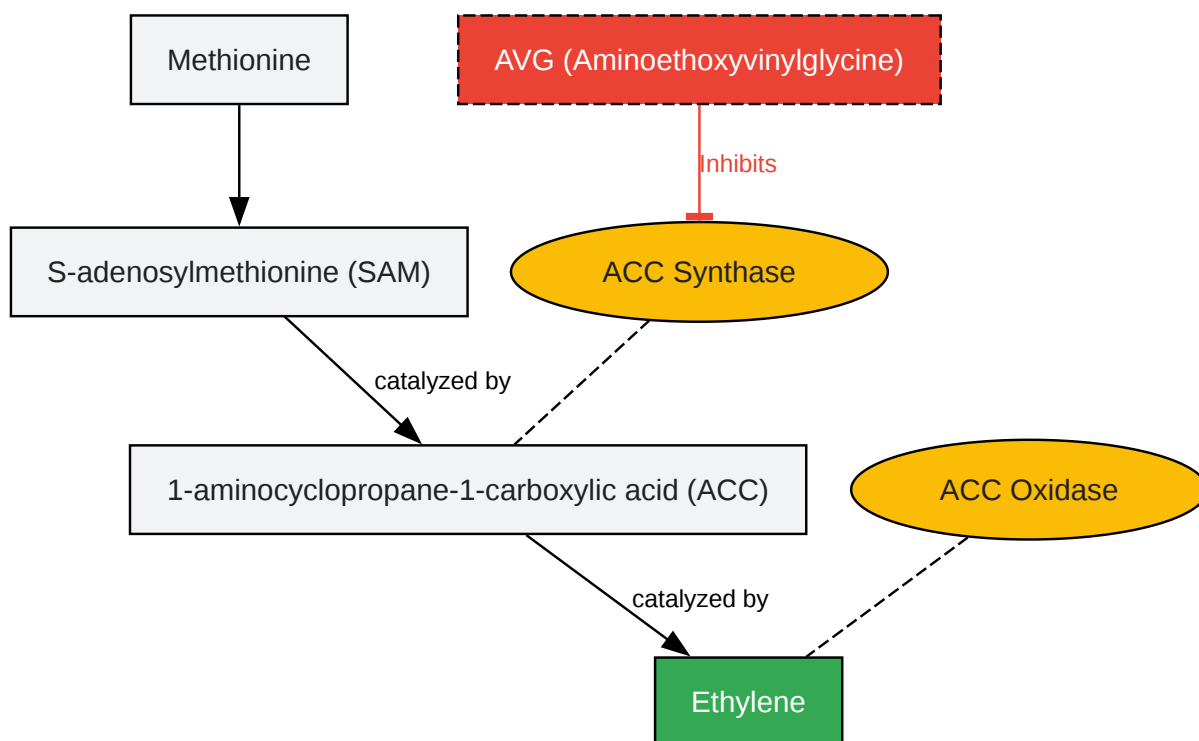 Methionine
AVG (Aminoethoxyvinylglycine)
Inhibits
S-adenosylmethionine (SAM)
ACC Synthase
catalyzed by
1-aminocyclopropane-1-carboxylic acid (ACC)
ACC Oxidase
catalyzed by
Ethylene